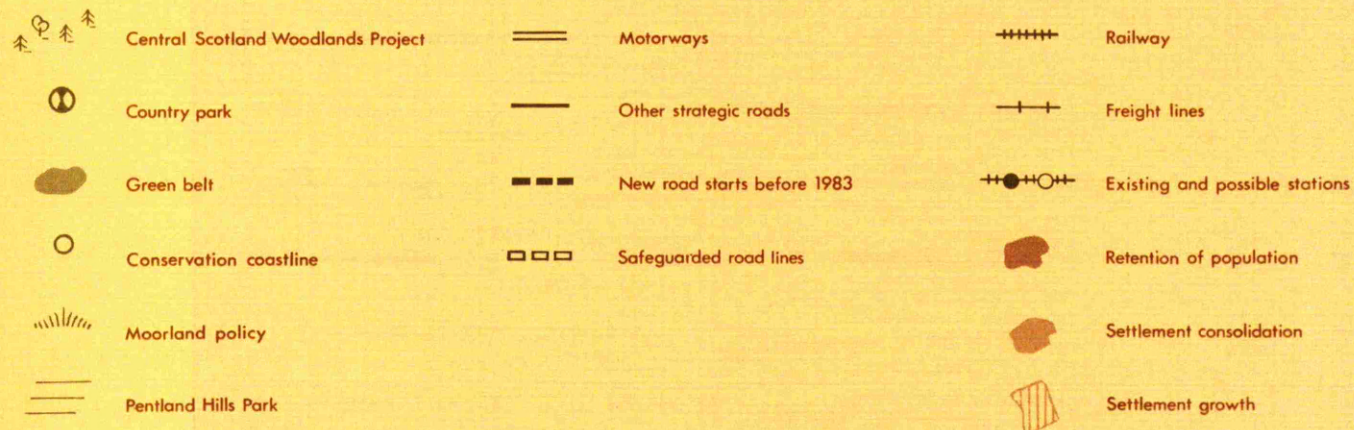 Central Scotland Woodlands Project
Country park
Green belt
Conservation coastline
Moorland policy
Pentland Hills Park
Motorways
Other strategic roads
New road starts before 1983
Safeguarded road lines
Railway
Freight lines
Existing and possible stations
Retention of population
Settlement consolidation
Settlement growth